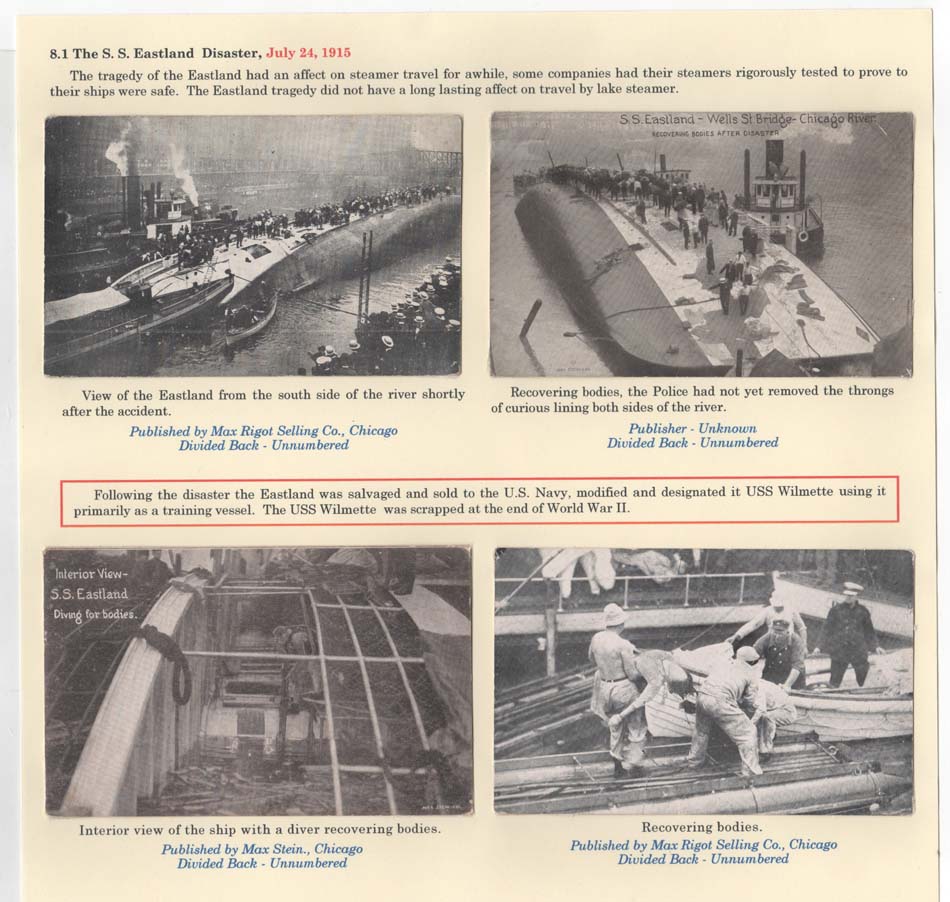 8.1 The S. S. Eastland Disaster, July 24, 1915
The tragedy of the Eastland had an affect on steamer travel for awhile, some companies had their steamers rigorously tested to prove to
their ships were safe. The Eastland tragedy did not have a long lasting affect on travel by lake steamer.
S.S. Eastland - Wells St Bridge - Chicago River.
RECOVERING BODIES AFTER DISASTER
View of the Eastland from the south side of the river shortly
after the accident.
Published by Max Rigot Selling Co., Chicago
Divided Back - Unnumbered
Recovering bodies, the Police had not yet removed the throngs
of curious lining both sides of the river.
Publisher - Unknown
Divided Back - Unnumbered
Following the disaster the Eastland was salvaged and sold to the U.S. Navy, modified and designated it USS Wilmette using it
primarily as a training vessel. The USS Wilmette was scrapped at the end of World War II.
Interior View-
S.S. Eastland
Diving for bodies.
Interior view of the ship with a diver recovering bodies.
Published by Max Stein., Chicago
Divided Back - Unnumbered
Recovering bodies.
Published by Max Rigot Selling Co., Chicago
Divided Back - Unnumbered